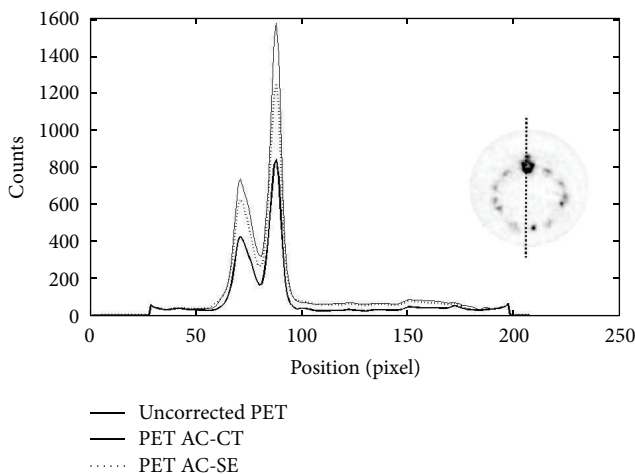 1600
1400
1200
1000
800
600
400
200
0
Counts
0 50 100 150 200 250
Position (pixel)
Uncorrected PET
PET AC-CT
PET AC-SE